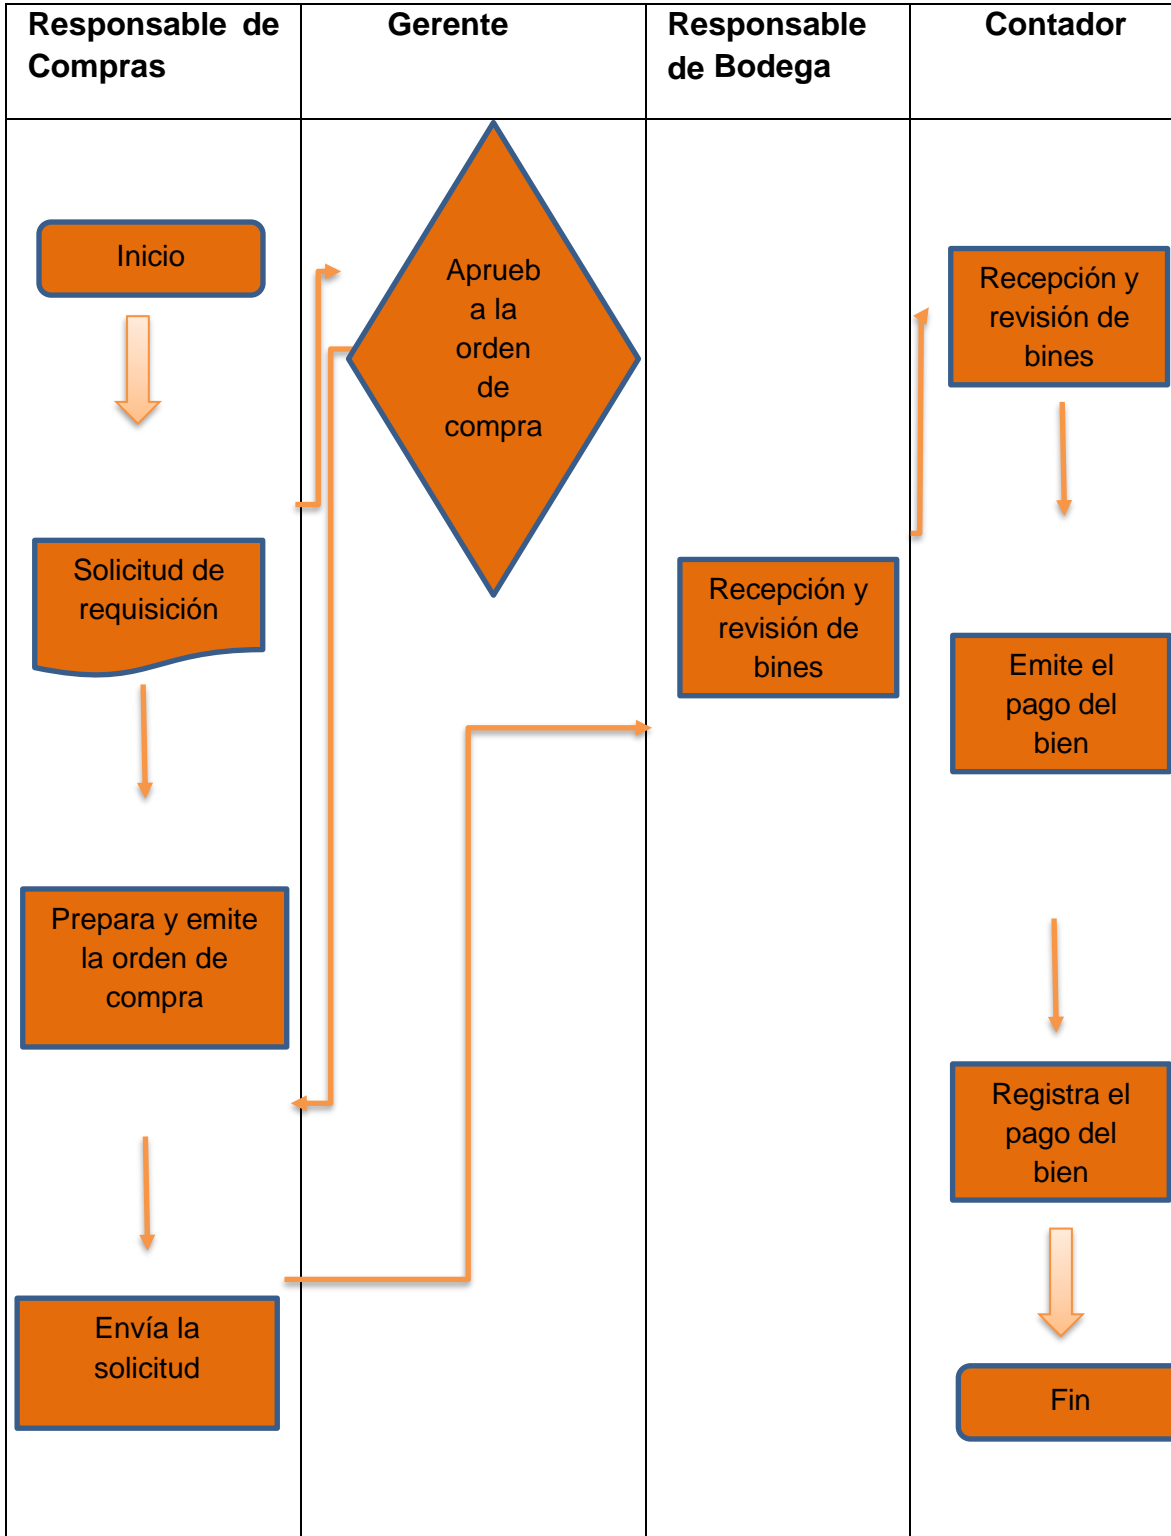 Responsable de
Compras
Gerente
Responsable
de Bodega
Contador
Inicio
Solicitud de
requisición
Prepara y emite
la orden de
compra
Envía la
solicitud
Aprueb
a la
orden
de
compra
Recepción y
revisión de
bines
Recepción y
revisión de
bines
Emite el
pago del
bien
Registra el
pago del
bien
Fin